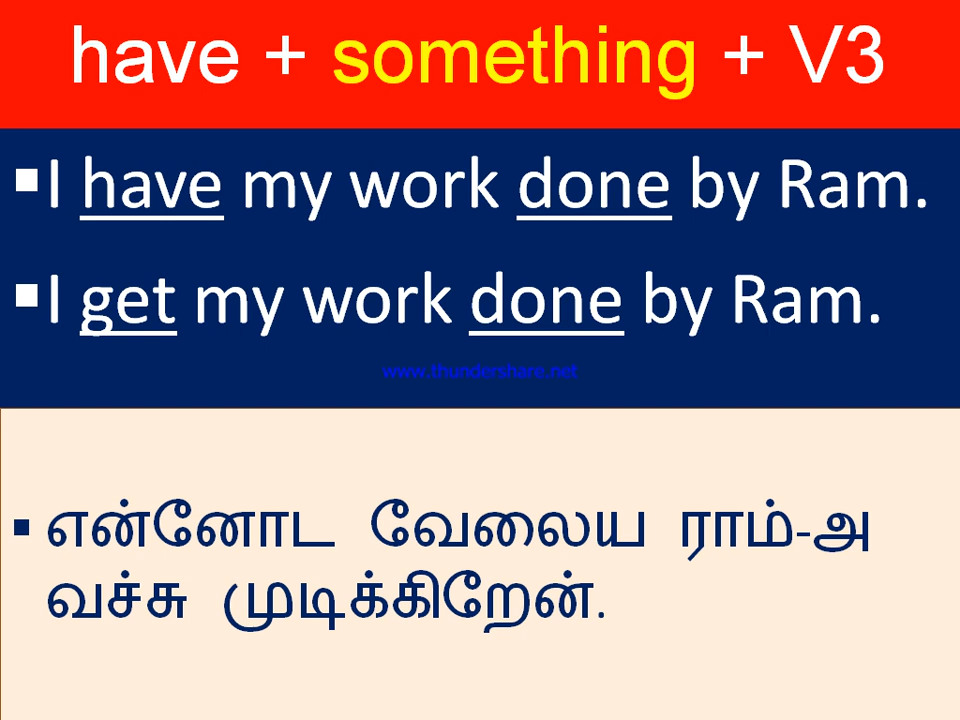 have + something + V3
▪I have my work done by Ram.
▪I get my work done by Ram.
www.thundershare.net
▪ என்னோட வேலைய ராம்-அ
வச்சு முடிக்கிறேன்.